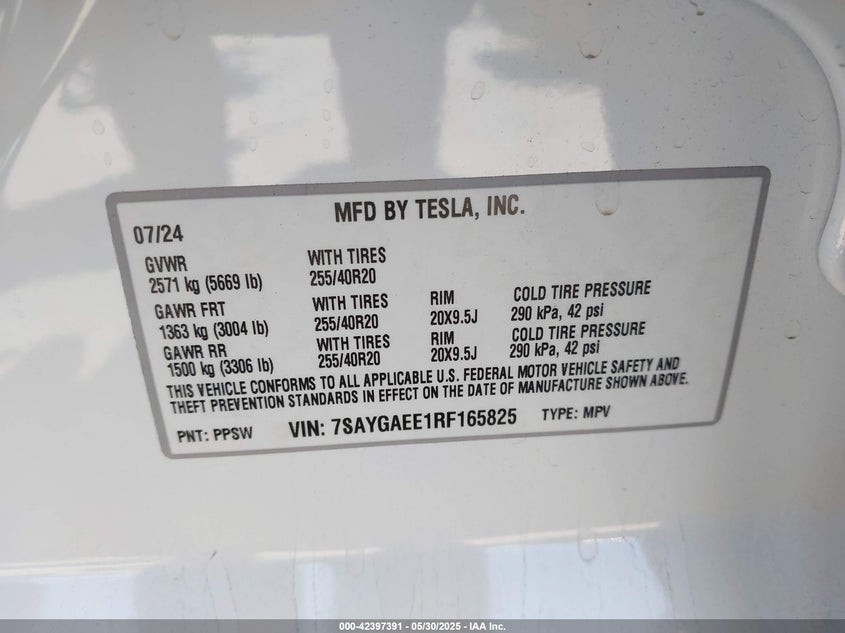 MFD BY TESLA, INC.
07/24
GVWR WITH TIRES
2571 kg (5669 lb) 255/40R20
GAWR FRT WITH TIRES RIM COLD TIRE PRESSURE
1363 kg (3004 lb) 255/40R20 20X9.5J 290 kPa, 42 psi
GAWR RR WITH TIRES RIM COLD TIRE PRESSURE
1500 kg (3306 lb) 255/40R20 20X9.5J 290 kPa, 42 psi
THIS VEHICLE CONFORMS TO ALL APPLICABLE U.S. FEDERAL MOTOR VEHICLE SAFETY AND
THEFT PREVENTION STANDARDS IN EFFECT ON THE DATE OF MANUFACTURE SHOWN ABOVE.
PNT: PPSW VIN: 7SAYGAEE1RF165825 TYPE: MPV
000-42397391 - 05/30/2025 - IAA Inc.